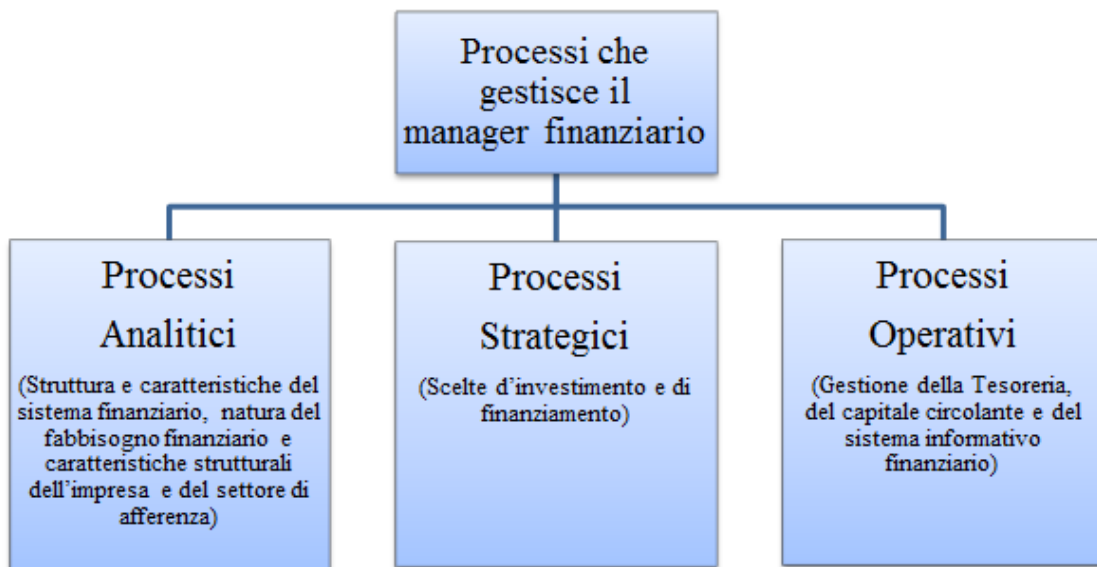 Processi che
gestisce il
manager finanziario
Processi
Analitici
(Struttura e caratteristiche del
sistema finanziario, natura del
fabbisogno finanziario e
caratteristiche strutturali
dell’impresa e del settore di
afferenza)
Processi
Strategici
(Scelte d’investimento e di
finanziamento)
Processi
Operativi
(Gestione della Tesoreria,
del capitale circolante e del
sistema informativo
finanziario)